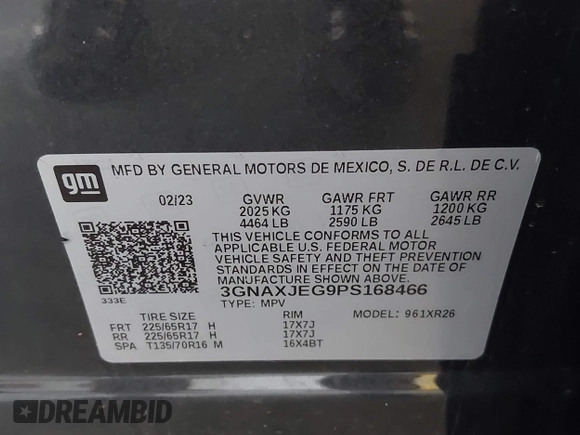 gm MFD BY GENERAL MOTORS DE MEXICO, S. DE R.L. DE C.V.
02/23 GVWR GAWR FRT GAWR RR
2025 KG 1175 KG 1200 KG
4464 LB 2590 LB 2645 LB
THIS VEHICLE CONFORMS TO ALL
APPLICABLE U.S. FEDERAL MOTOR
VEHICLE SAFETY AND THEFT PREVENTION
STANDARDS IN EFFECT ON THE DATE OF
MANUFACTURE SHOWN ABOVE.
333E 3GNAXJEG9PS168466
TYPE: MPV MODEL: 961XR26
TIRE SIZE RIM
FRT 225/65R17 H 17X7J
RR 225/65R17 H 17X7J
SPA T135/70R16 M 16X4BT
DREAMBID